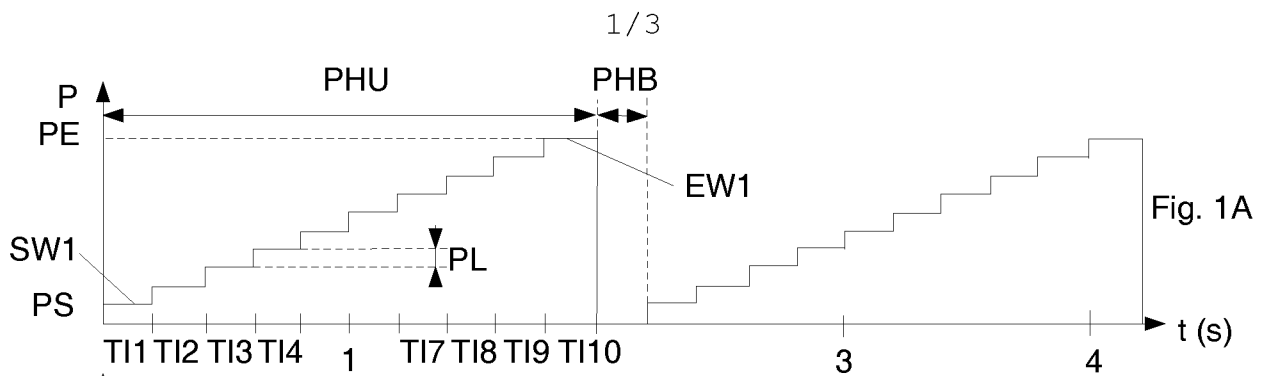 1/3
PHU PHB
P
PE
EW1
Fig. 1A
SW1
PL
PS
t (s)
TI1 TI2 TI3 TI4 1 TI7 TI8 TI9 TI10 3 4